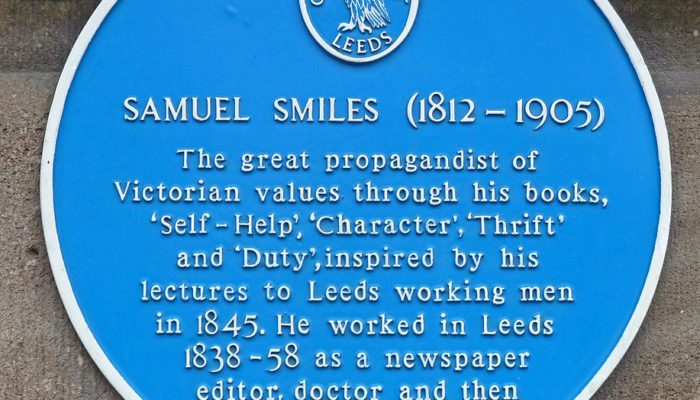 LEEDS
SAMUEL SMILES (1812 – 1905)
The great propagandist of
Victorian values through his books,
‘Self-Help’, ‘Character’, ‘Thrift’
and ‘Duty’, inspired by his
lectures to Leeds working men
in 1845. He worked in Leeds
1838-58 as a newspaper
editor, doctor and then